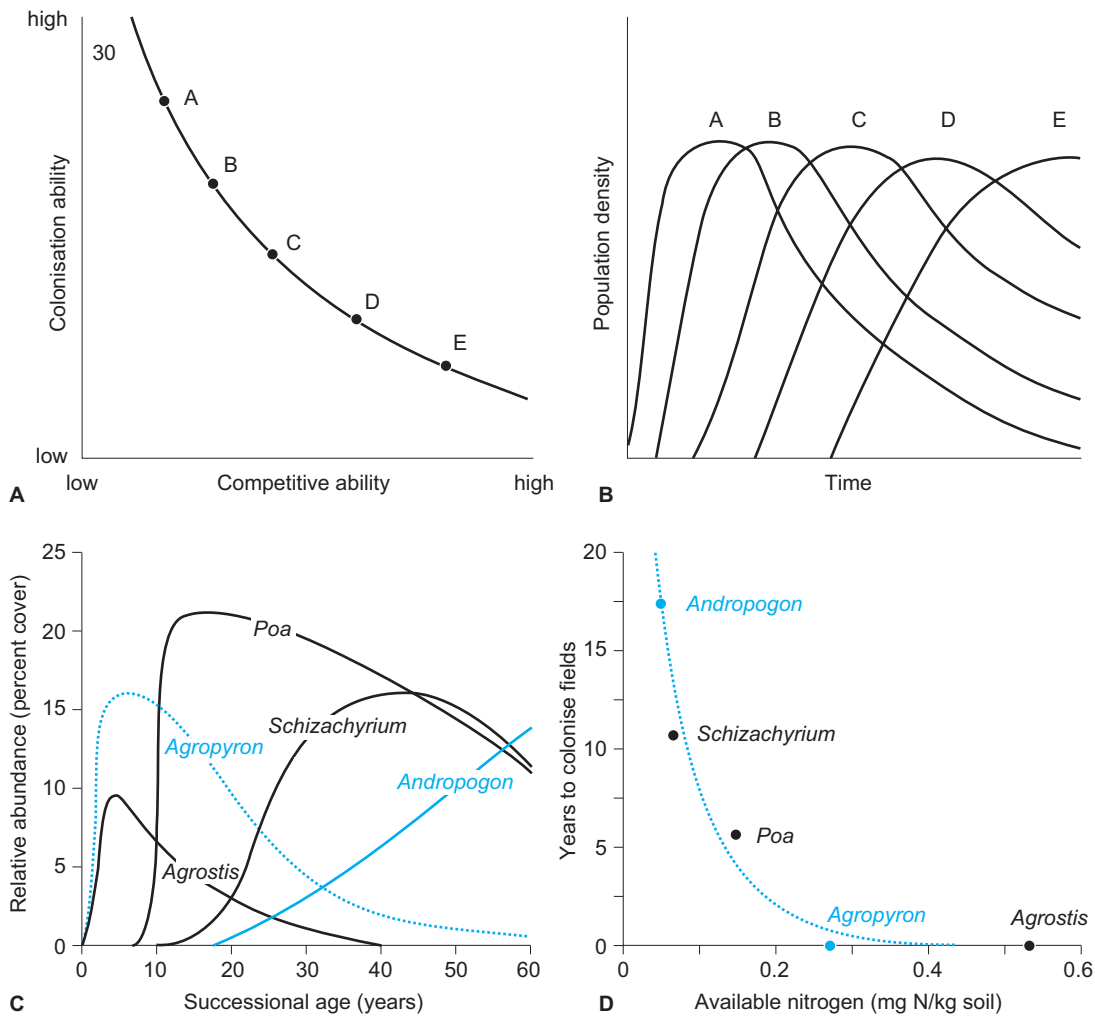 high
30
A
B
C
D
E
Colonisation ability
low
low
Competitive ability
high
A
A
B
C
D
E
Population density
Time
B
25
20
15
10
5
0
Relative abundance (percent cover)
Poa
Schizachyrium
Agropyron
Andropogon
Agrostis
0
10
20
30
40
50
60
Successional age (years)
C
20
15
10
5
0
Years to colonise fields
Andropogon
Schizachyrium
Poa
Agropyron
Agrostis
0
0.2
0.4
0.6
Available nitrogen (mg N/kg soil)
D